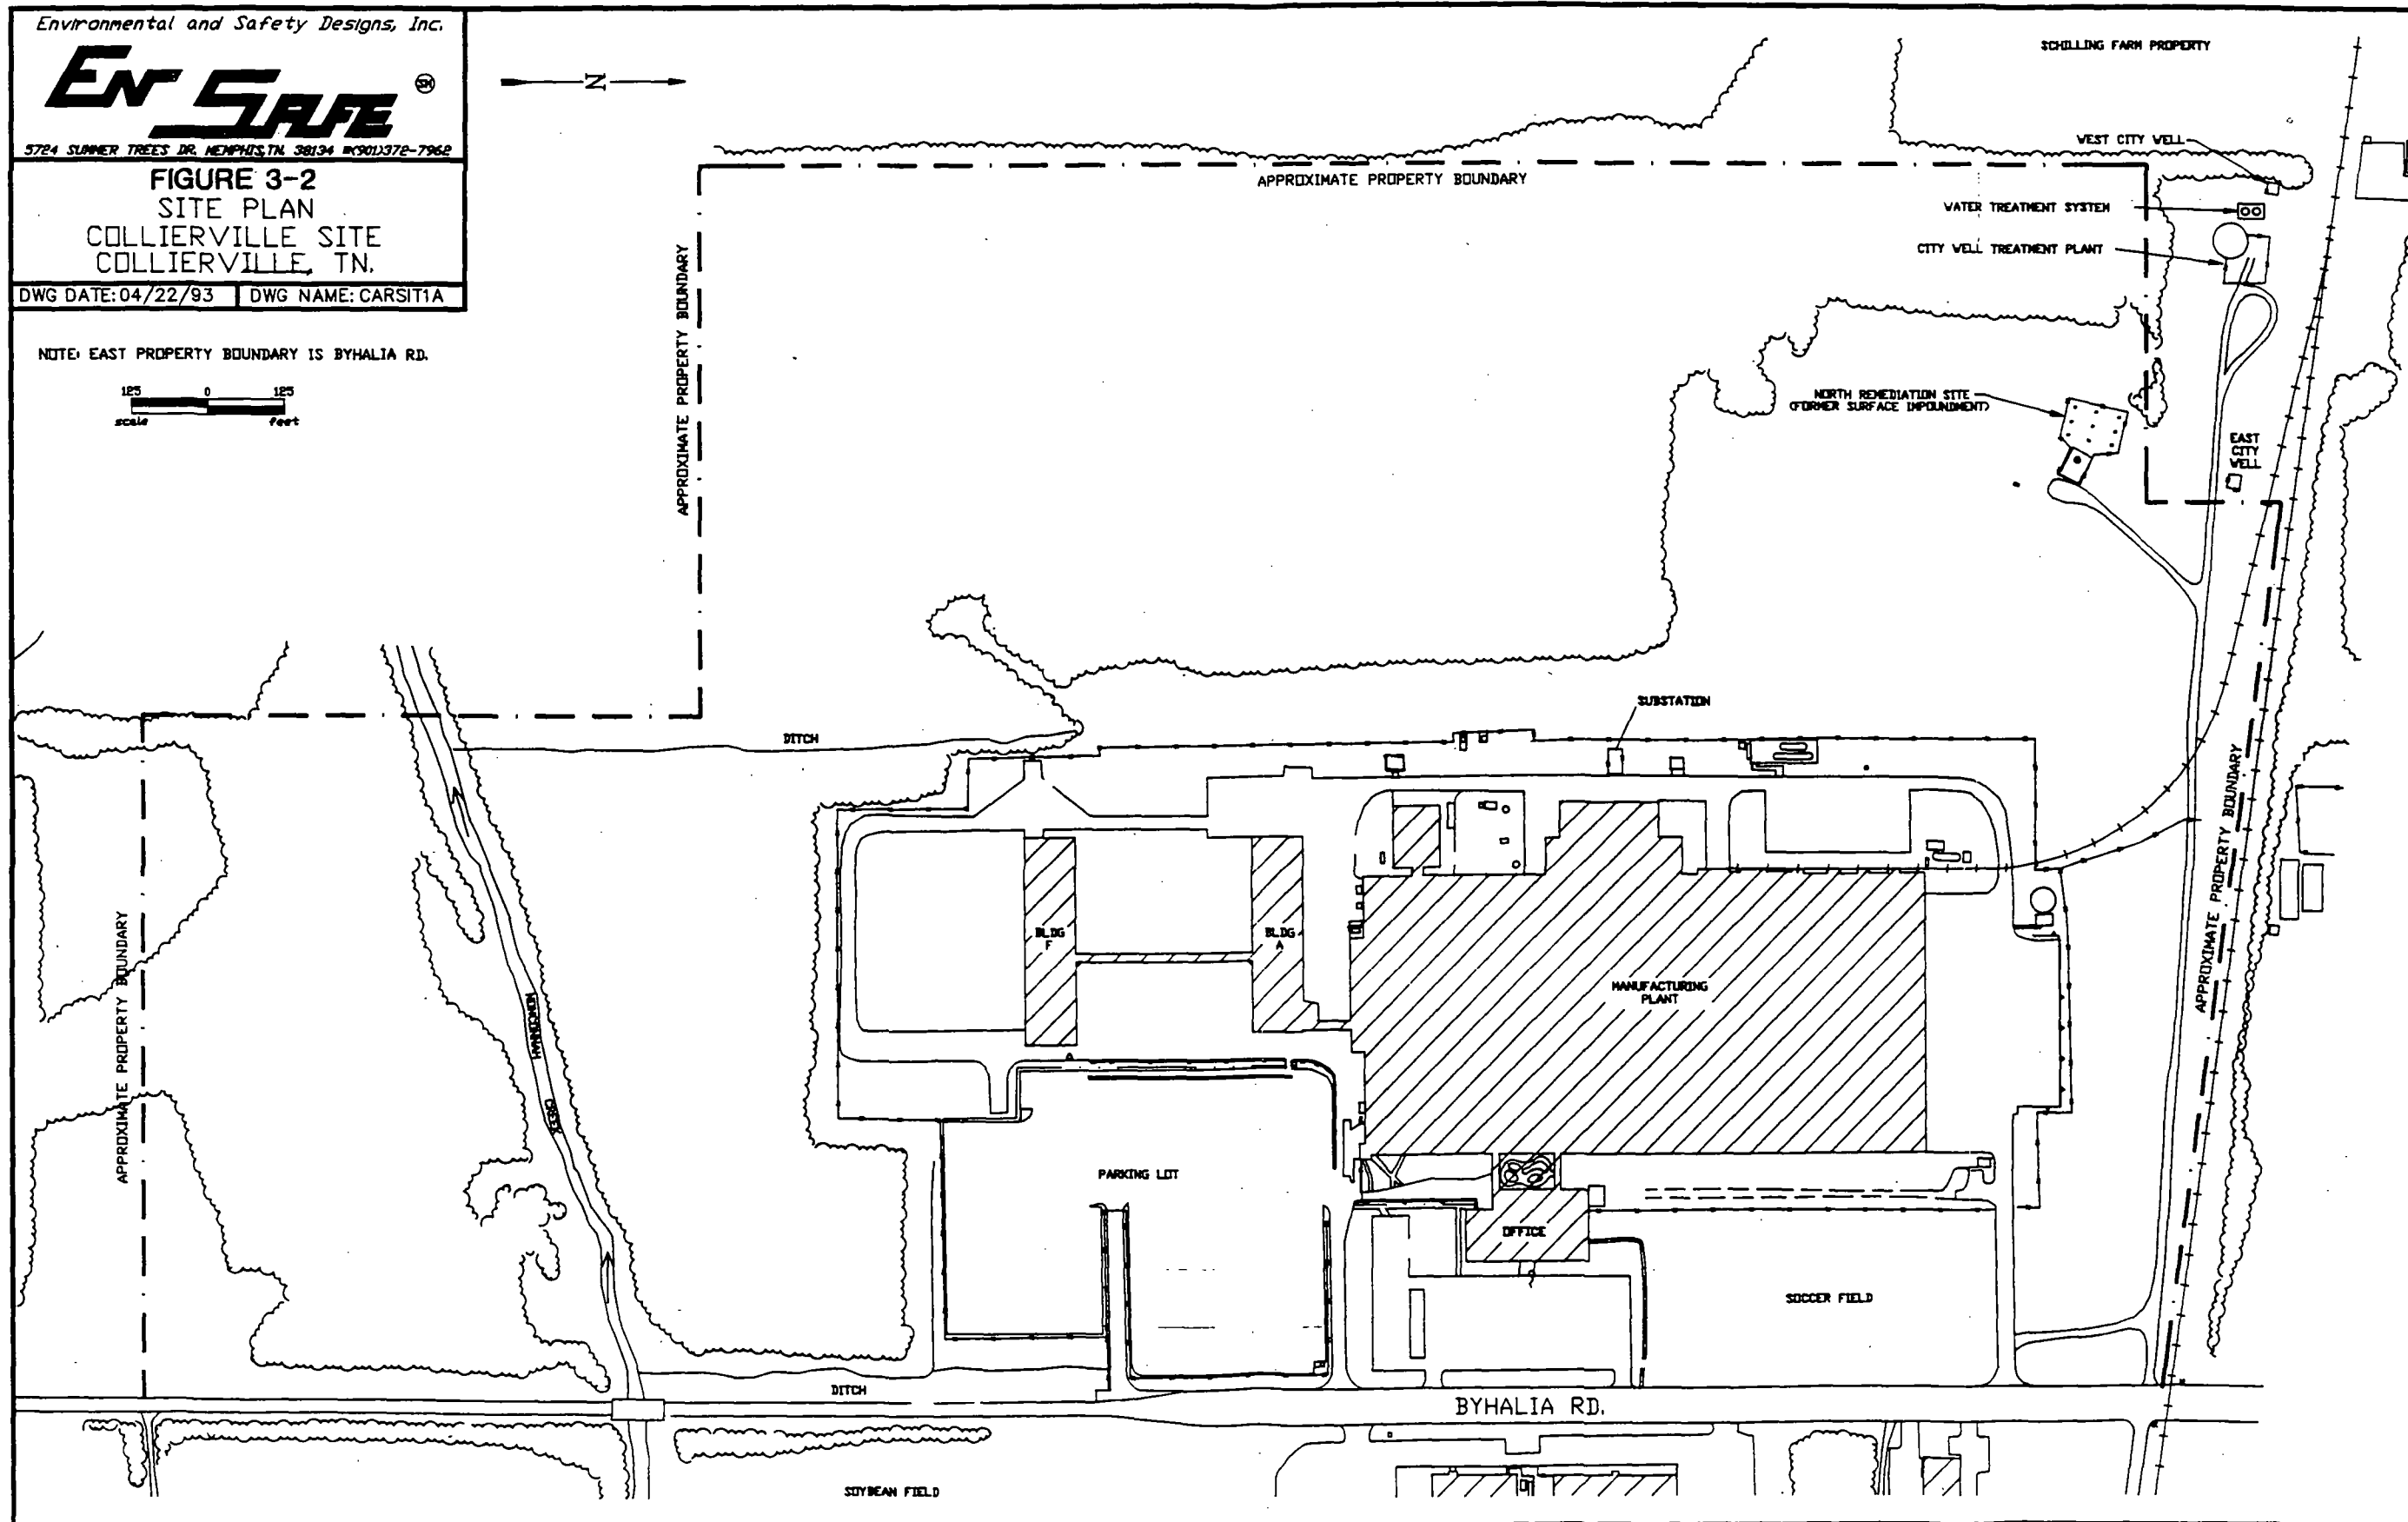 Environmental and Safety Designs, Inc.
EnSafe
SM
5724 SUMMER TREES DR. MEMPHIS, TN. 38134 (901)372-7962
FIGURE 3-2
SITE PLAN
COLLIERVILLE SITE
COLLIERVILLE, TN.
DWG DATE: 04/22/93 DWG NAME: CARSIT1A
N
NOTE: EAST PROPERTY BOUNDARY IS BYHALIA RD.
125 0 125
scale feet
SCHILLING FARM PROPERTY
WEST CITY WELL
APPROXIMATE PROPERTY BOUNDARY
WATER TREATMENT SYSTEM
CITY WELL TREATMENT PLANT
APPROXIMATE PROPERTY BOUNDARY
NORTH REMEDIATION SITE
(FORMER SURFACE IMPOUNDMENT)
EAST
CITY
WELL
SUBSTATION
DITCH
APPROXIMATE PROPERTY BOUNDARY
APPROXIMATE PROPERTY BOUNDARY
NONCONNAH
CREEK
BLDG
F
BLDG
A
MANUFACTURING
PLANT
PARKING LOT
OFFICE
SOCCER FIELD
DITCH
BYHALIA RD.
SOYBEAN FIELD